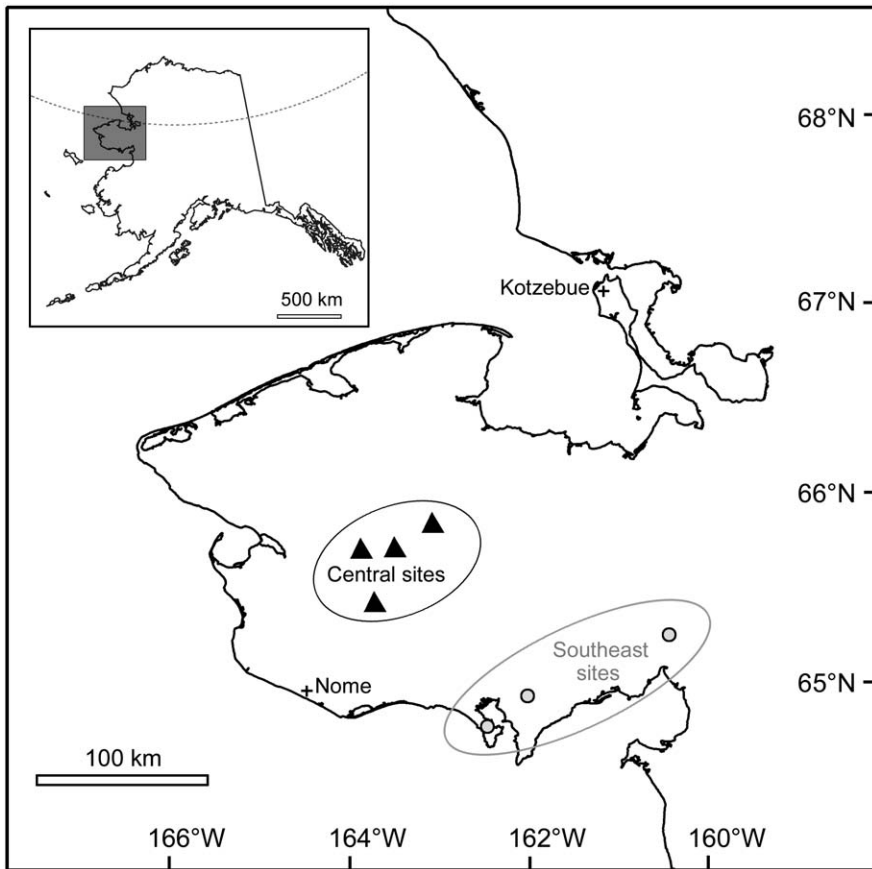 500 km
68°N
Kotzebue
67°N
66°N
Central sites
Southeast
sites
Nome
65°N
100 km
166°W
164°W
162°W
160°W